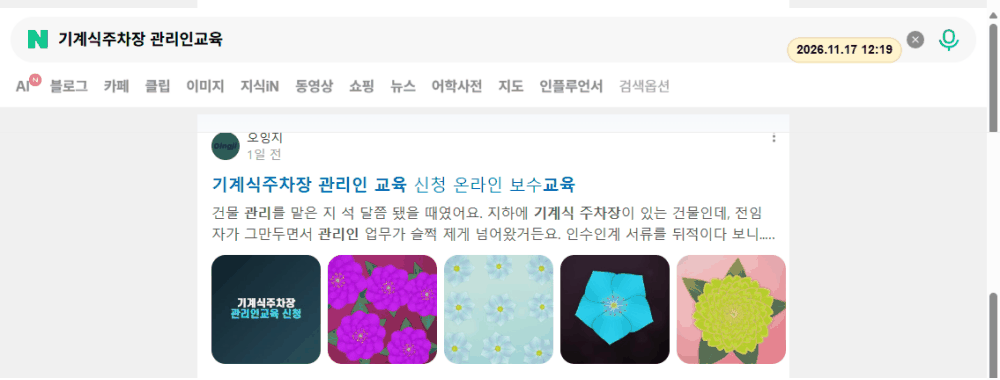 N 기계식주차장 관리인교육
2026.11.17 12:19
AI N 블로그 카페 클립 이미지 지식iN 동영상 쇼핑 뉴스 어학사전 지도 인플루언서 검색옵션
Dingji
오잉지
1일 전
기계식주차장 관리인 교육 신청 온라인 보수교육
건물 관리를 맡은 지 석 달쯤 됐을 때였어요. 지하에 기계식 주차장이 있는 건물인데, 전임
자가 그만두면서 관리인 업무가 슬쩍 제게 넘어왔거든요. 인수인계 서류를 뒤적이다 보니.....
기계식주차장
관리인교육 신청